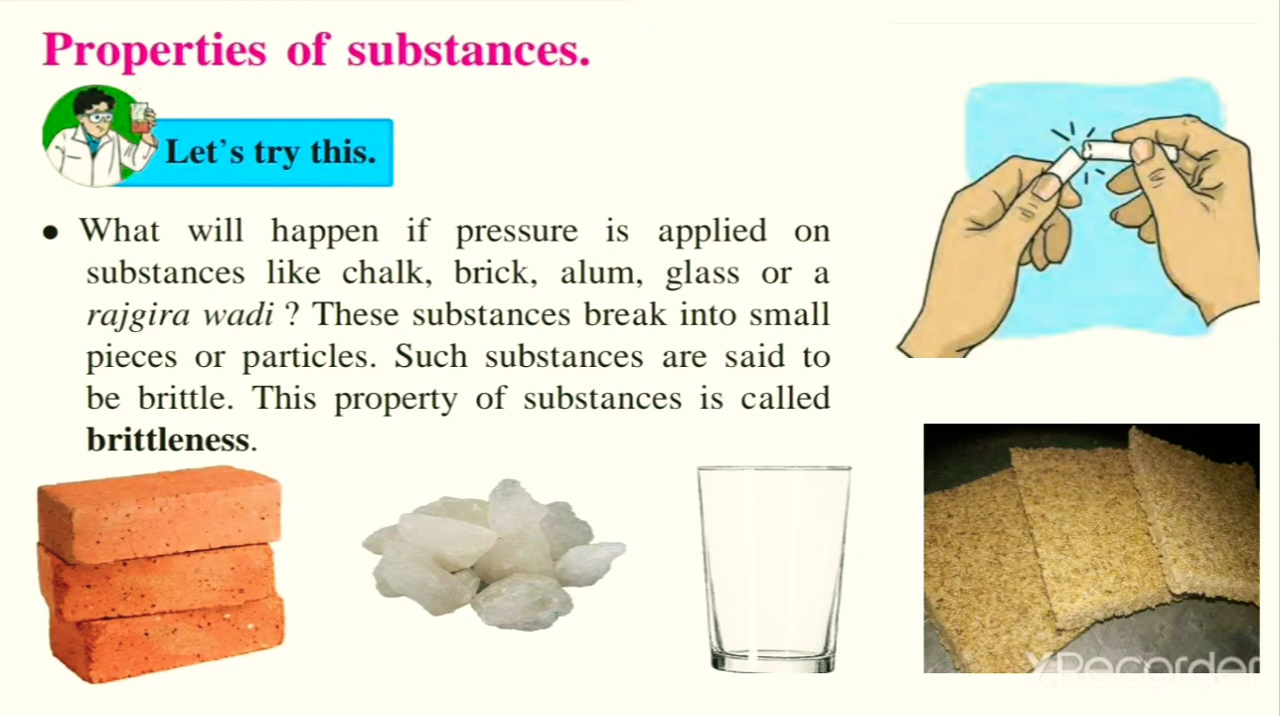 Properties of substances.
Let's try this.
● What will happen if pressure is applied on
substances like chalk, brick, alum, glass or a
rajgira wadi ? These substances break into small
pieces or particles. Such substances are said to
be brittle. This property of substances is called
brittleness.
XRecorder